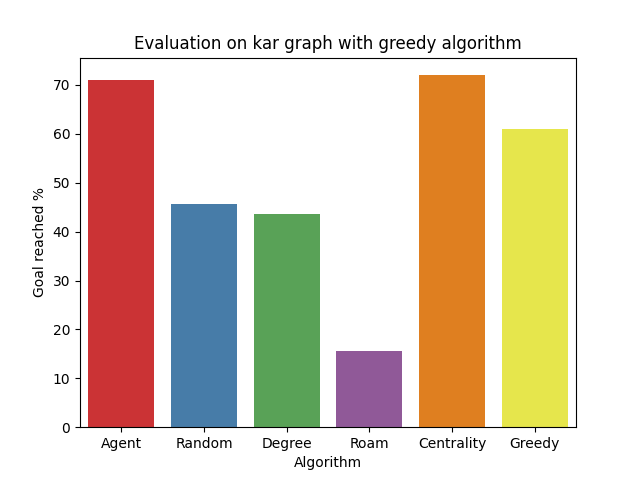 Evaluation on kar graph with greedy algorithm
Goal reached %
70
60
50
40
30
20
10
0
Agent Random Degree Roam Centrality Greedy
Algorithm